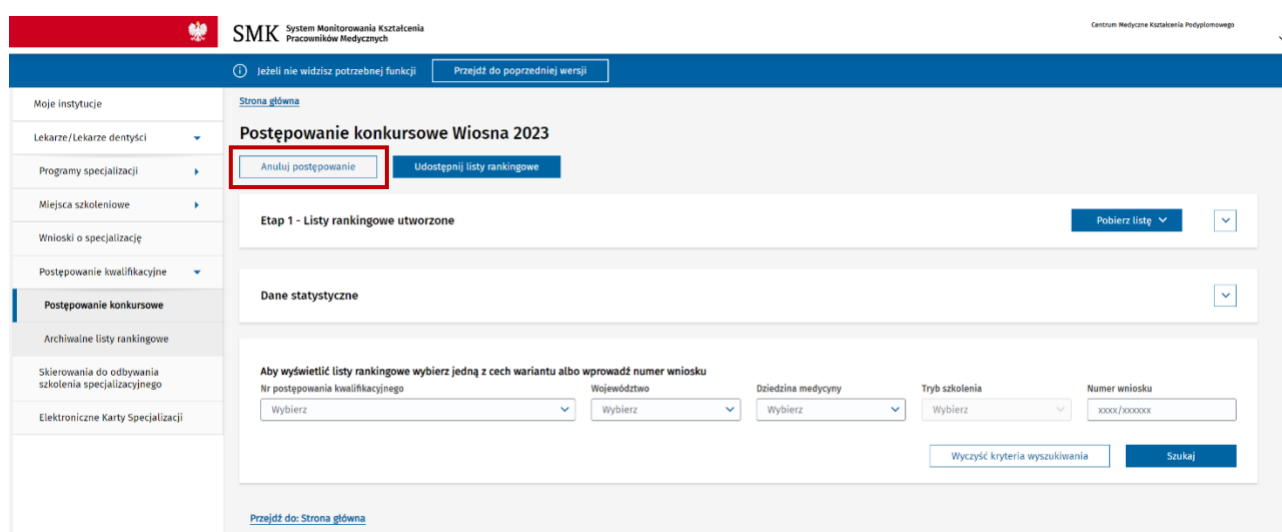 SMK System Monitorowania Kształcenia
Pracowników Medycznych
Centrum Medyczne Kształcenia Podyplomowego
Jeżeli nie widzisz potrzebnej funkcji
Przejdź do poprzedniej wersji
Moje instytucje
Lekarze/Lekarze dentyści
Programy specjalizacji
Miejsca szkoleniowe
Wnioski o specjalizację
Postępowanie kwalifikacyjne
Postępowanie konkursowe
Archiwalne listy rankingowe
Skierowania do odbywania
szkolenia specjalizacyjnego
Elektroniczne Karty Specjalizacji
Strona główna
Postępowanie konkursowe Wiosna 2023
Anuluj postępowanie
Udostępnij listy rankingowe
Etap 1 - Listy rankingowe utworzone
Pobierz listę
Dane statystyczne
Aby wyświetlić listy rankingowe wybierz jedną z cech wariantu albo wprowadź numer wniosku
Nr postępowania kwalifikacyjnego
Wybierz
Województwo
Wybierz
Dziedzina medycyny
Wybierz
Tryb szkolenia
Wybierz
Numer wniosku
xxxx/xxxxxx
Wyczyść kryteria wyszukiwania
Szukaj
Przejdź do: Strona główna